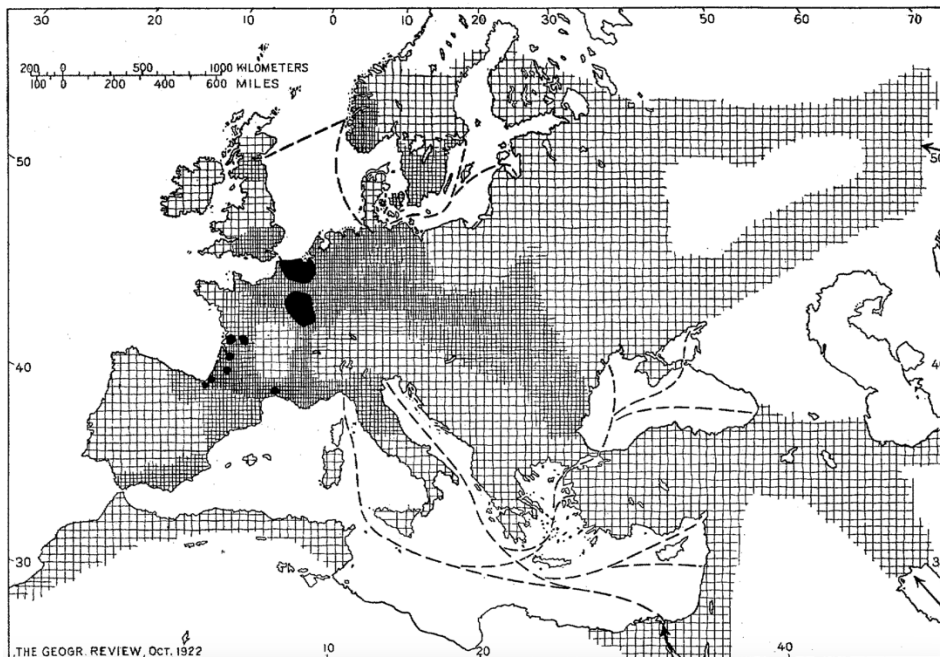 30 20 10 0 10 20 30 50 60 70
200 0 500 1000 KILOMETERS
100 0 200 400 600 MILES
50 50
40 40
30 3
THE GEOGR. REVIEW, OCT. 1922 10 20 40